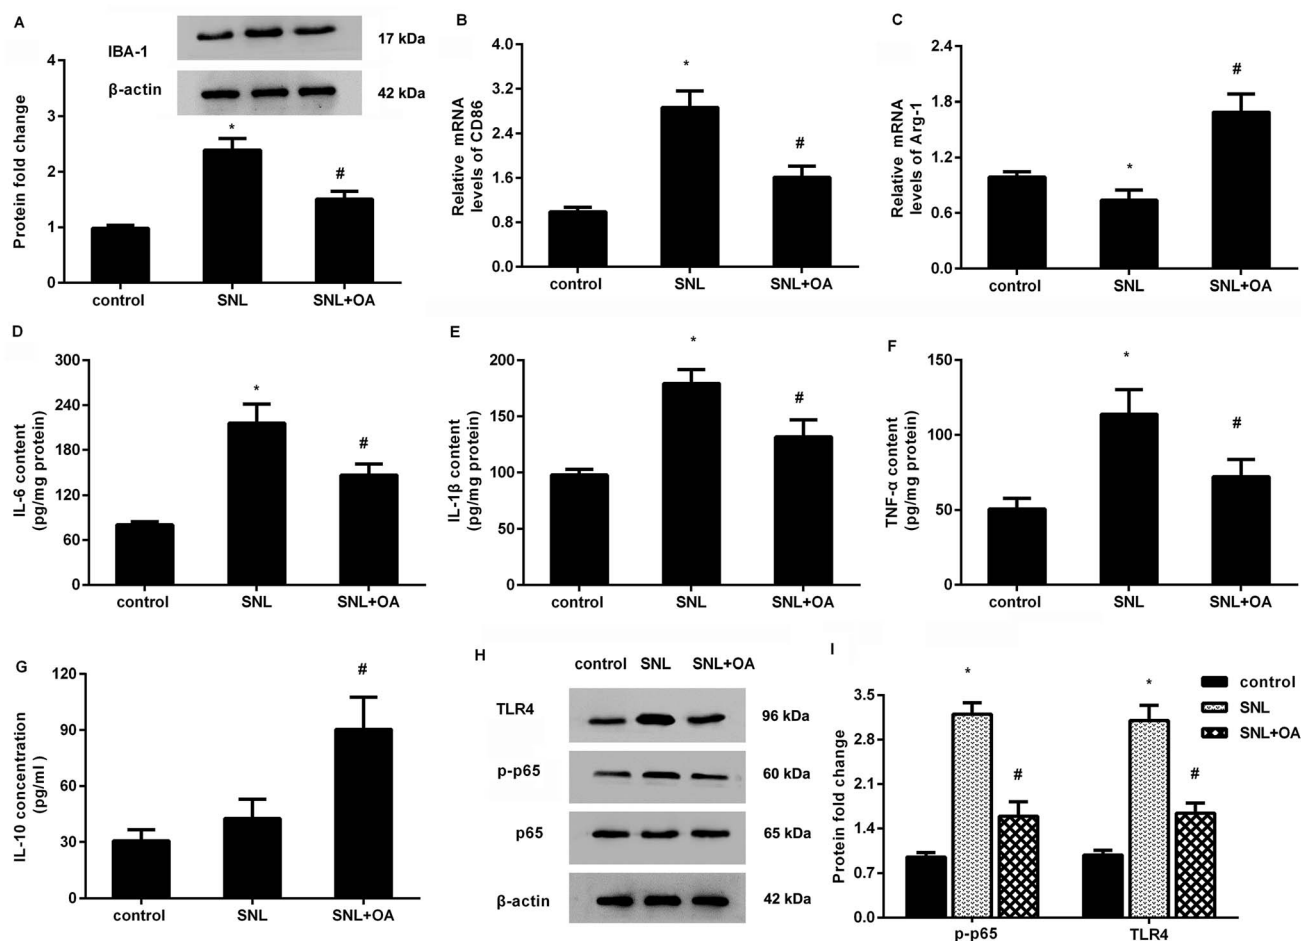 A
IBA-1
17 kDa
β-actin
42 kDa
Protein fold change
4
3
2
1
0
*
#
control
SNL
SNL+OA
B
Relative mRNA
levels of CD86
4.0
3.2
2.4
1.6
0.8
0.0
*
#
control
SNL
SNL+OA
C
Relative mRNA
levels of Arg-1
2.4
1.8
1.2
0.6
0.0
*
#
control
SNL
SNL+OA
D
IL-6 content
(pg/mg protein)
300
240
180
120
60
0
*
#
control
SNL
SNL+OA
E
IL-1β content
(pg/mg protein)
200
150
100
50
0
*
#
control
SNL
SNL+OA
F
TNF-α content
(pg/mg protein)
150
100
50
0
*
#
control
SNL
SNL+OA
G
IL-10 concentration
(pg/ml)
120
90
60
30
0
#
control
SNL
SNL+OA
H
control SNL SNL+OA
TLR4
96 kDa
p-p65
60 kDa
p65
65 kDa
β-actin
42 kDa
I
Protein fold change
3.5
2.8
2.1
1.4
0.7
0.0
*
#
*
#
p-p65
TLR4
control
SNL
SNL+OA